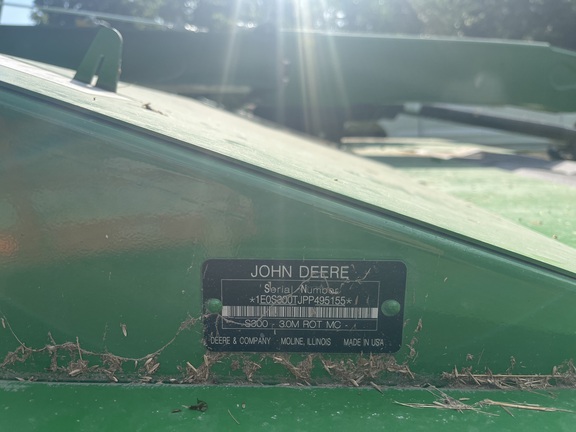 JOHN DEERE
Serial Number
*1E0S300TJPP495155*
S300 - 3.0M ROT MC -
DEERE & COMPANY MOLINE, ILLINOIS MADE IN USA